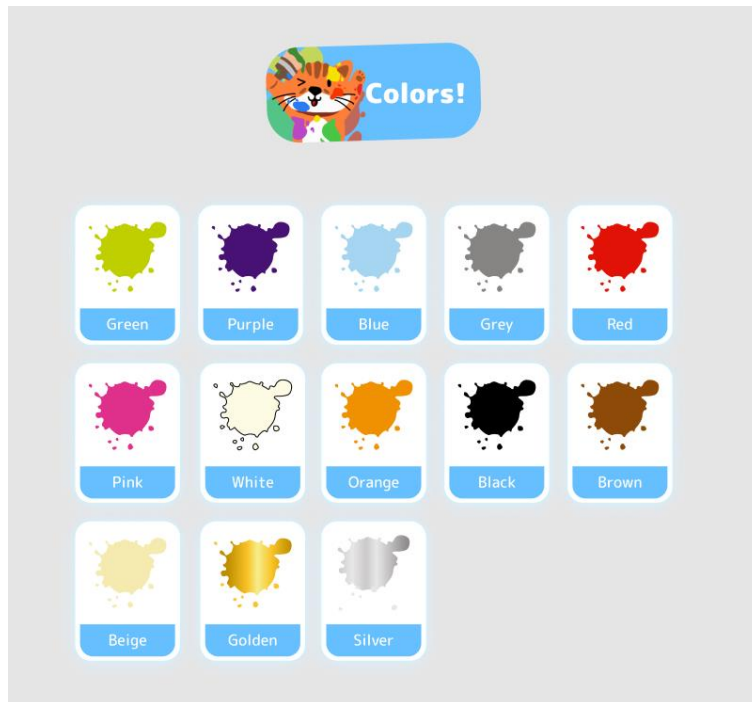 Colors!
Green
Purple
Blue
Grey
Red
Pink
White
Orange
Black
Brown
Beige
Golden
Silver